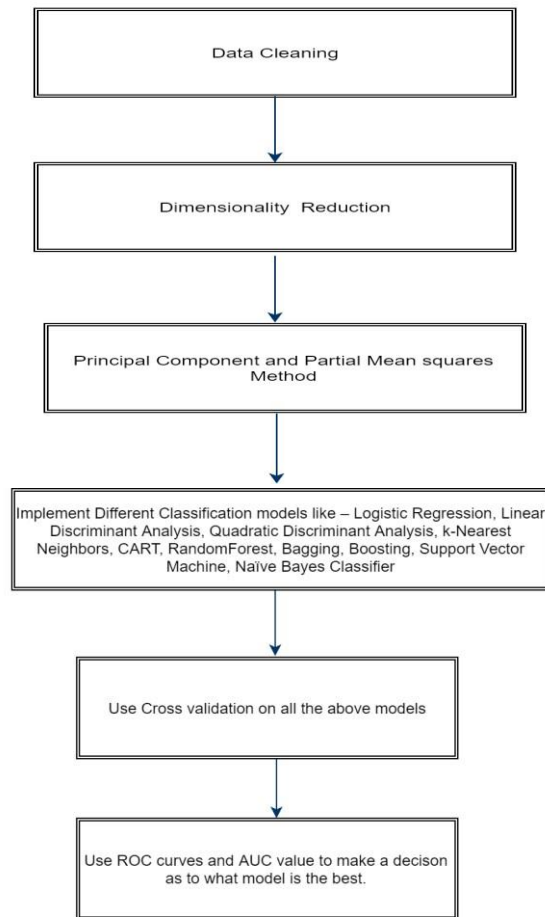 Data Cleaning
Dimensionality Reduction
Principal Component and Partial Mean squares
Method
Implement Different Classification models like – Logistic Regression, Linear
Discriminant Analysis, Quadratic Discriminant Analysis, k-Nearest
Neighbors, CART, RandomForest, Bagging, Boosting, Support Vector
Machine, Naïve Bayes Classifier
Use Cross validation on all the above models
Use ROC curves and AUC value to make a decison
as to what model is the best.